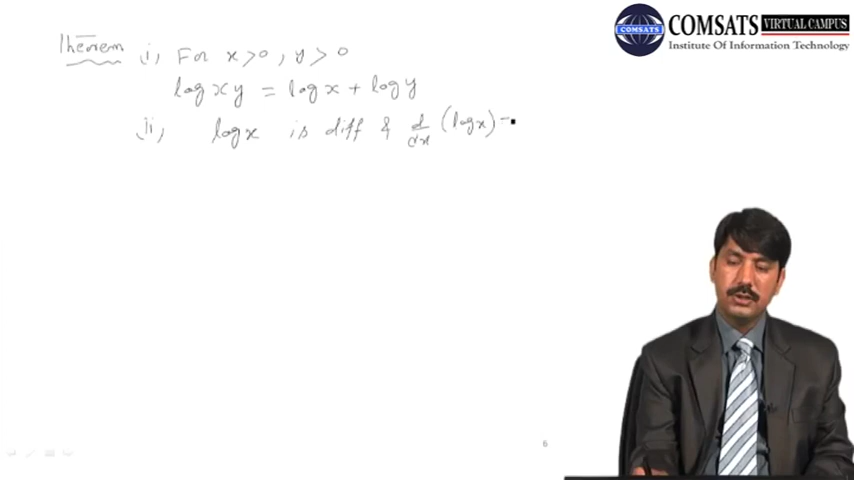 COMSATS VIRTUAL CAMPUS
Institute Of Information Technology
COMSATS
Theorem i, For x > 0, y > 0
log xy = log x + log y
ii, log x is diff & d/dx (log x) =
6